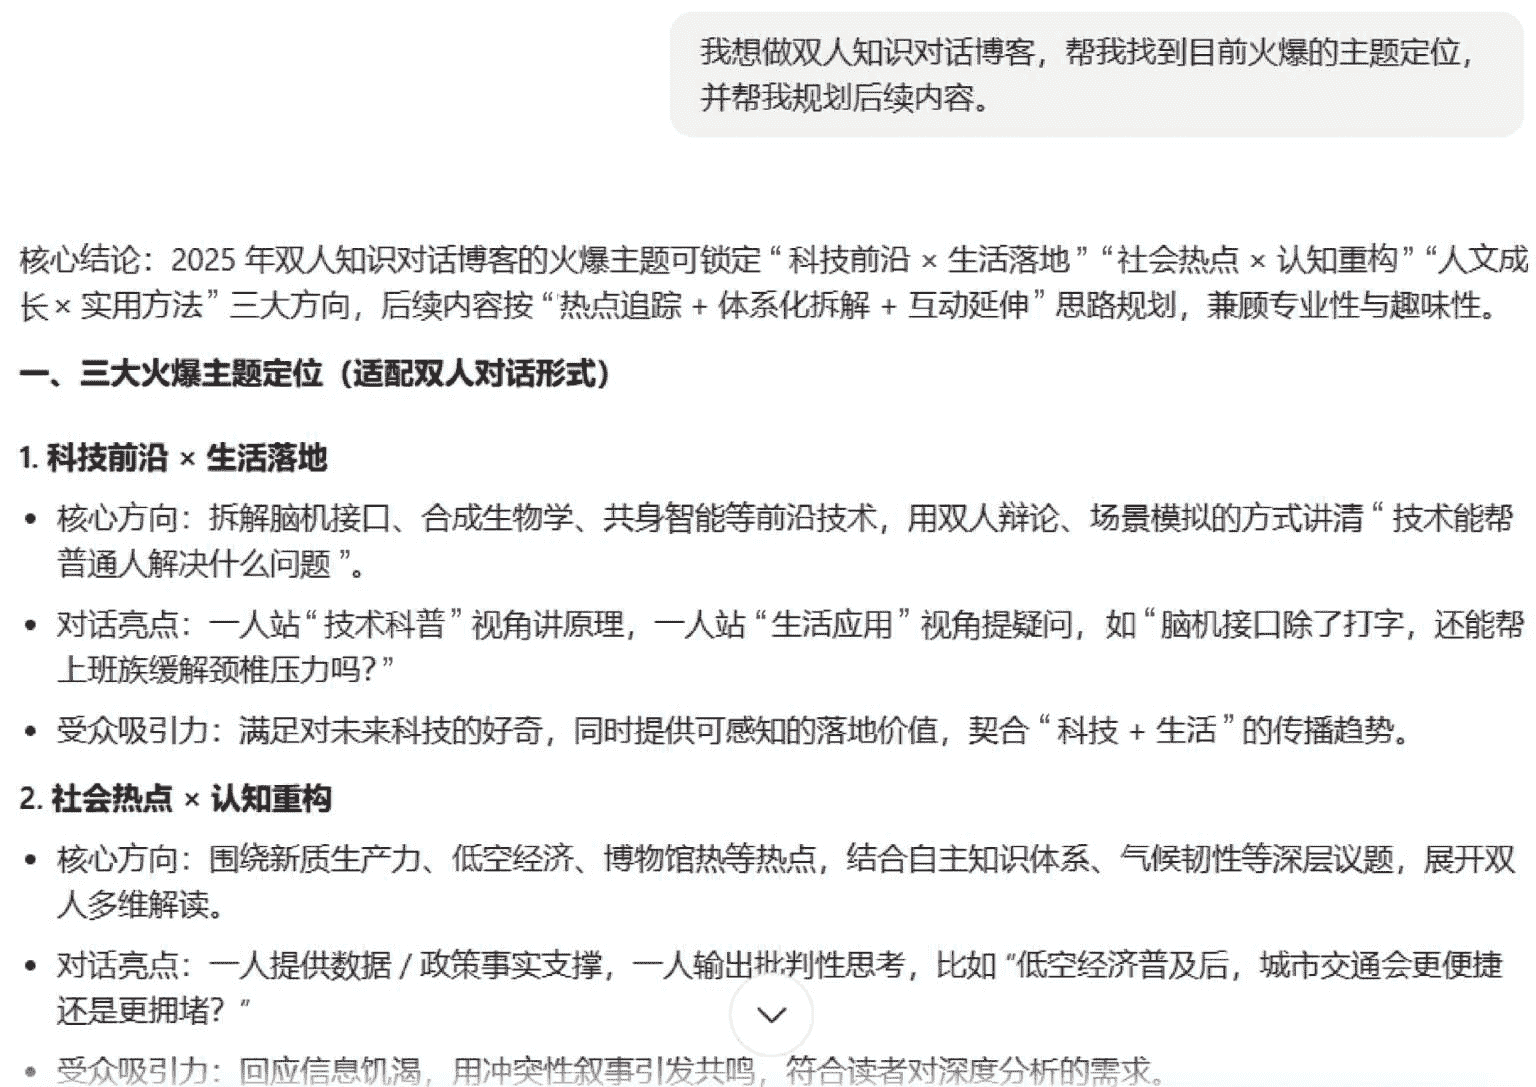 我想做双人知识对话博客，帮我找到目前火爆的主题定位，
并帮我规划后续内容。
核心结论：2025 年双人知识对话博客的火爆主题可锁定“科技前沿 × 生活落地”“社会热点 × 认知重构”“人文成
长 × 实用方法”三大方向，后续内容按“热点追踪 + 体系化拆解 + 互动延伸”思路规划，兼顾专业性与趣味性。
一、三大火爆主题定位（适配双人对话形式）
1. 科技前沿 × 生活落地
• 核心方向：拆解脑机接口、合成生物学、共身智能等前沿技术，用双人辩论、场景模拟的方式讲清“技术能帮
普通人解决什么问题”。
• 对话亮点：一人站“技术科普”视角讲原理，一人站“生活应用”视角提疑问，如“脑机接口除了打字，还能帮
上班族缓解颈椎压力吗？”
• 受众吸引力：满足对未来科技的好奇，同时提供可感知的落地价值，契合“科技 + 生活”的传播趋势。
2. 社会热点 × 认知重构
• 核心方向：围绕新质生产力、低空经济、博物馆热等热点，结合自主知识体系、气候韧性等深层议题，展开双
人多维解读。
• 对话亮点：一人提供数据 / 政策事实支撑，一人输出批判性思考，比如“低空经济普及后，城市交通会更便捷
还是更拥堵？”
• 受众吸引力：回应信息饥渴，用冲突性叙事引发共鸣，符合读者对深度分析的需求。